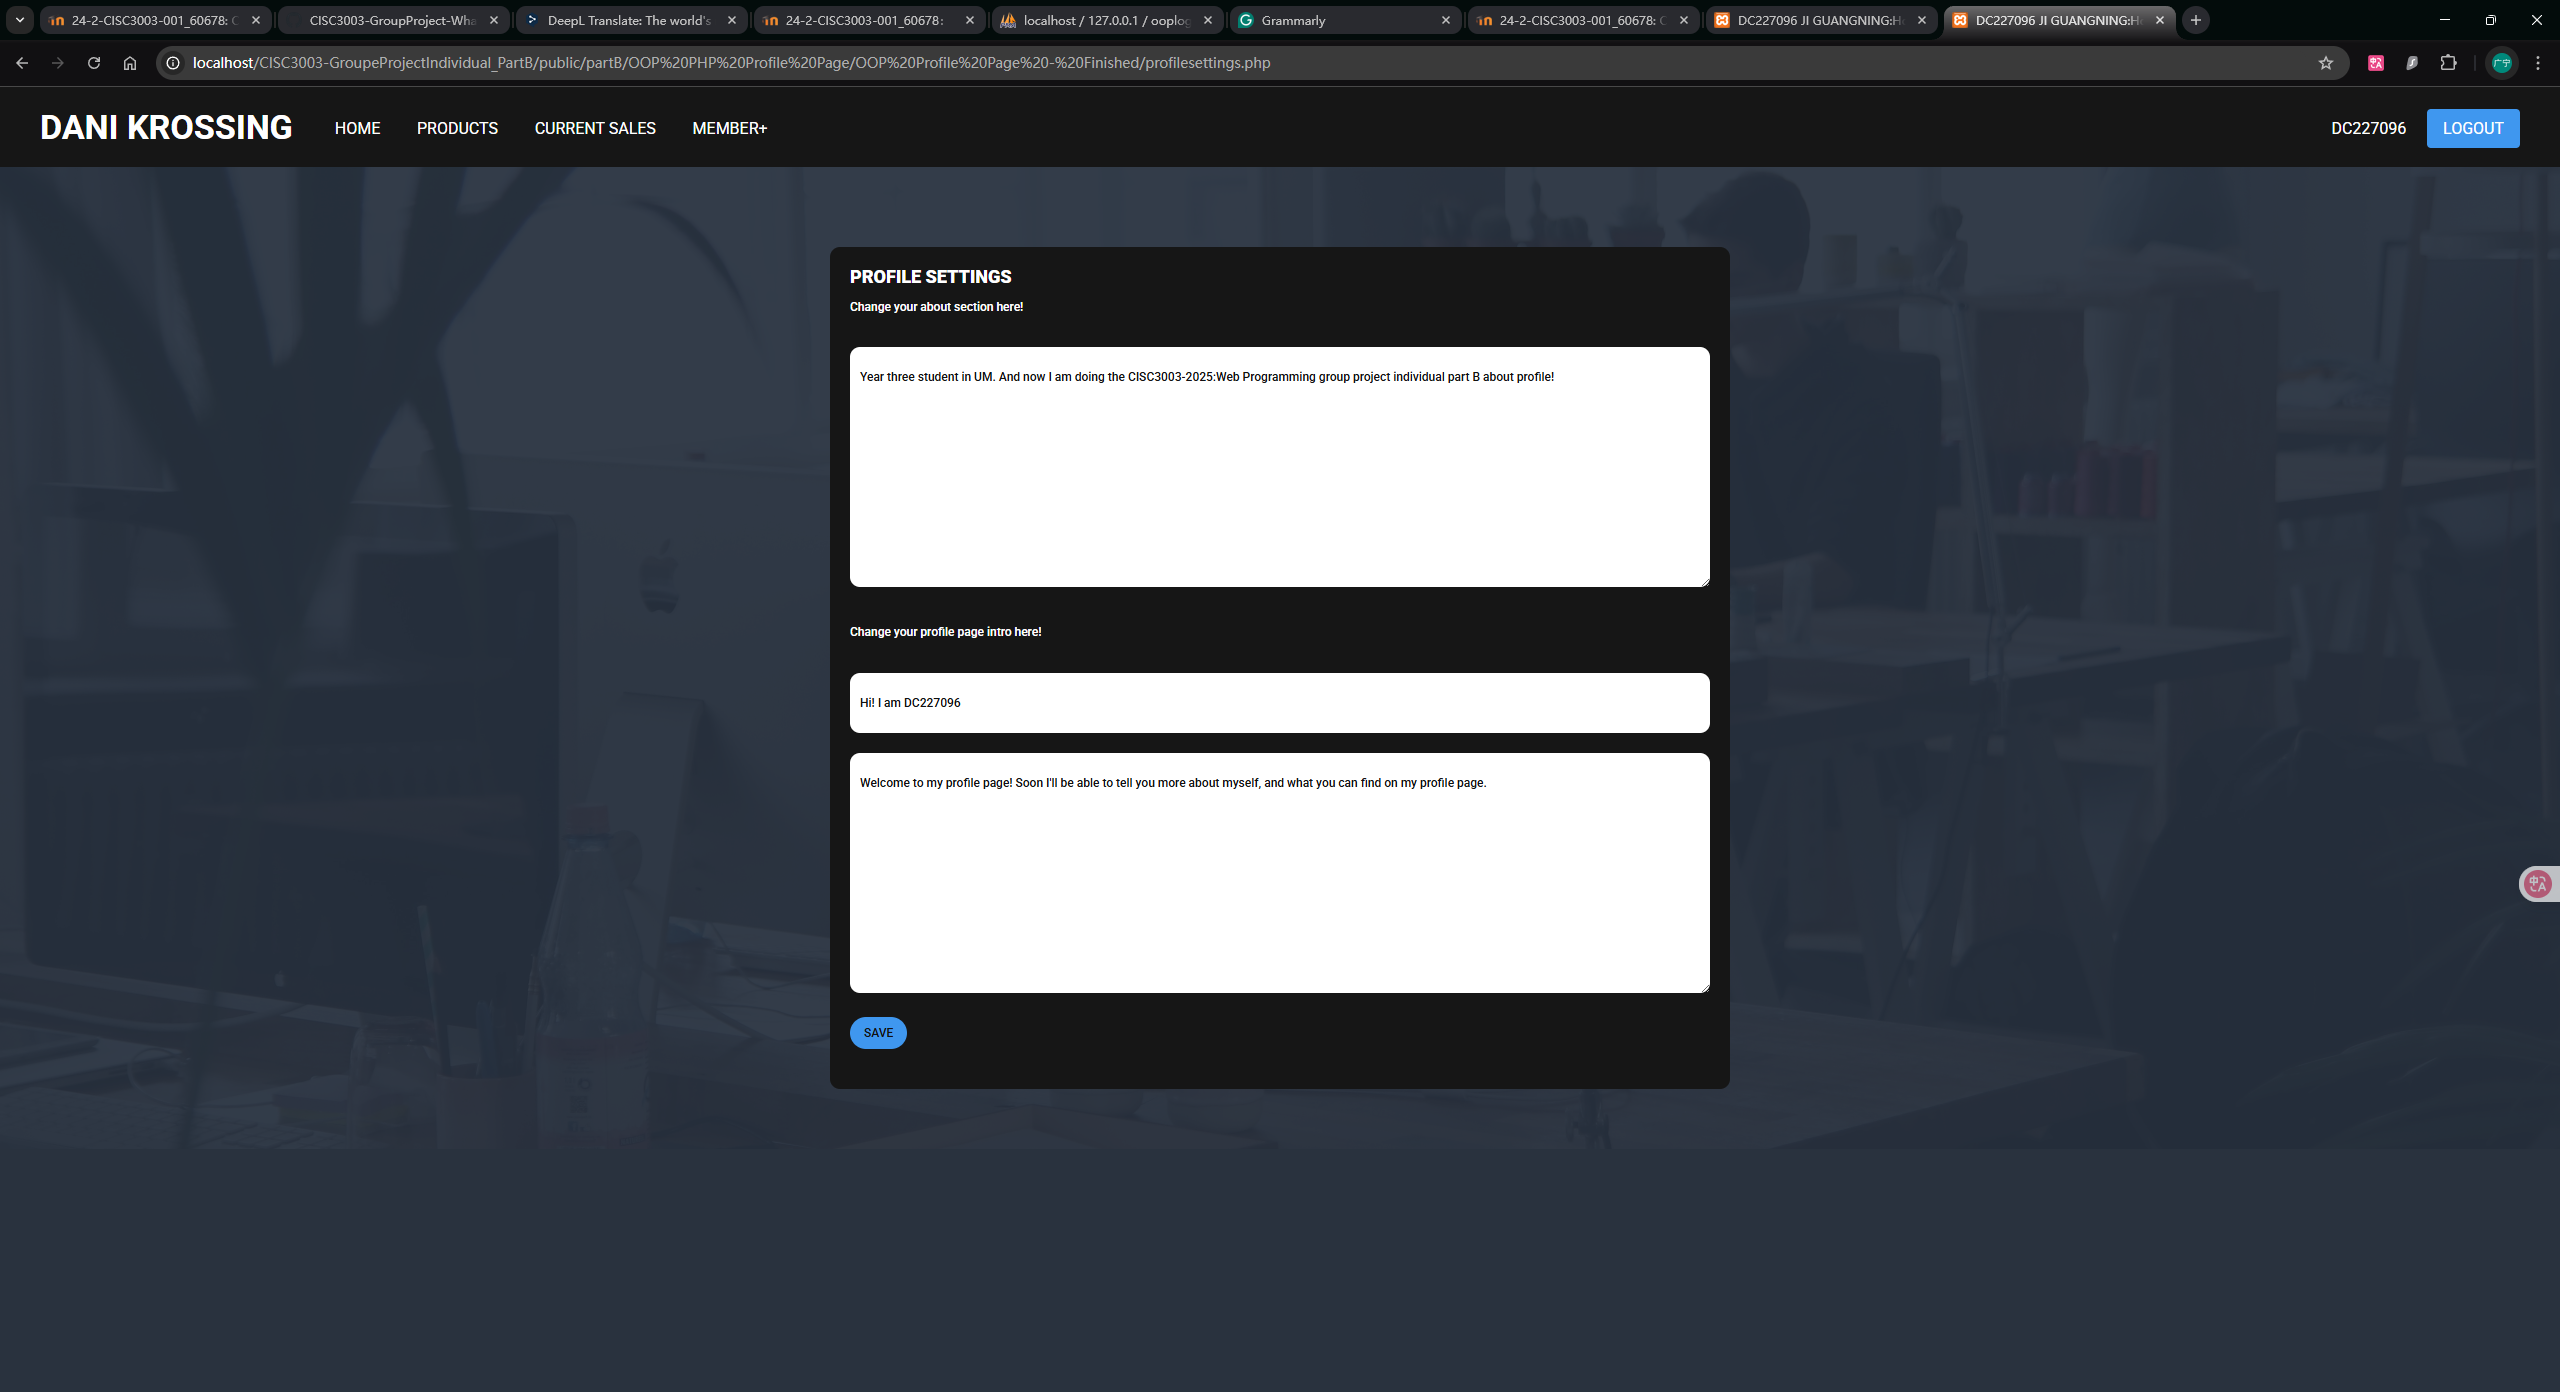 24-2-CISC3003-001_60678: C
CISC3003-GroupProject-Wha
DeepL Translate: The world's
24-2-CISC3003-001_60678:
localhost / 127.0.0.1 / ooplog
Grammarly
24-2-CISC3003-001_60678: C
DC227096 JI GUANGNING:H
DC227096 JI GUANGNING:H
localhost/CISC3003-GroupeProjectIndividual_PartB/public/partB/OOP%20PHP%20Profile%20Page/OOP%20Profile%20Page%20-%20Finished/profilesettings.php
广宁
DANI KROSSING
HOME
PRODUCTS
CURRENT SALES
MEMBER+
DC227096
LOGOUT
PROFILE SETTINGS
Change your about section here!
Year three student in UM. And now I am doing the CISC3003-2025:Web Programming group project individual part B about profile!
Change your profile page intro here!
Hi! I am DC227096
Welcome to my profile page! Soon I'll be able to tell you more about myself, and what you can find on my profile page.
SAVE